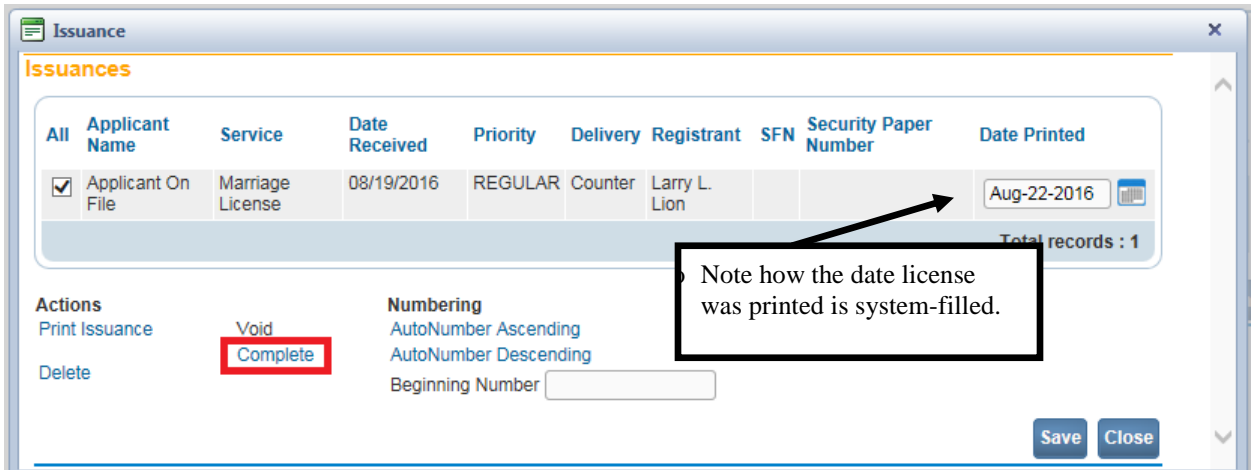 Issuance
Issuances
All Applicant Name Service Date Received Priority Delivery Registrant SFN Security Paper Number Date Printed
Applicant On File Marriage License 08/19/2016 REGULAR Counter Larry L. Lion Aug-22-2016
Total records : 1
Note how the date license
was printed is system-filled.
Actions Numbering
Print Issuance Void AutoNumber Ascending
Complete AutoNumber Descending
Delete
Beginning Number
Save Close